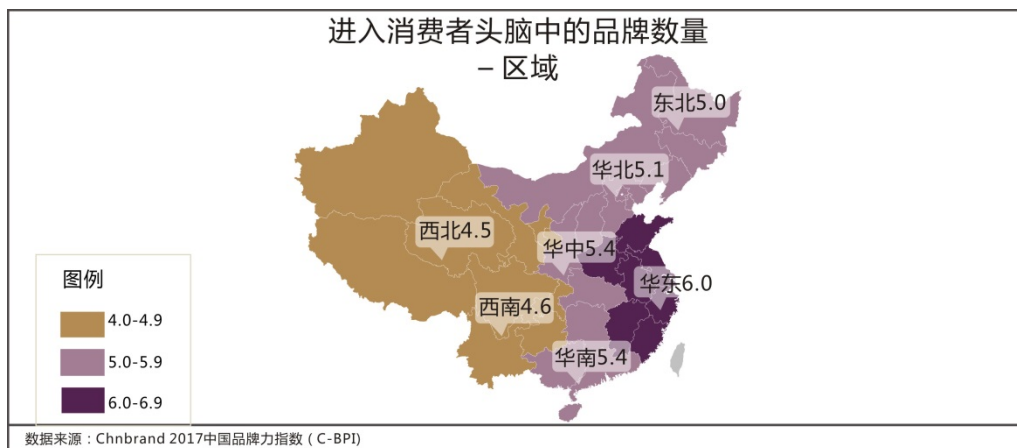 进入消费者头脑中的品牌数量
– 区域
东北5.0
华北5.1
西北4.5
华中5.4
华东6.0
西南4.6
华南5.4
图例
4.0-4.9
5.0-5.9
6.0-6.9
数据来源：Chnbrand 2017中国品牌力指数（C-BPI)